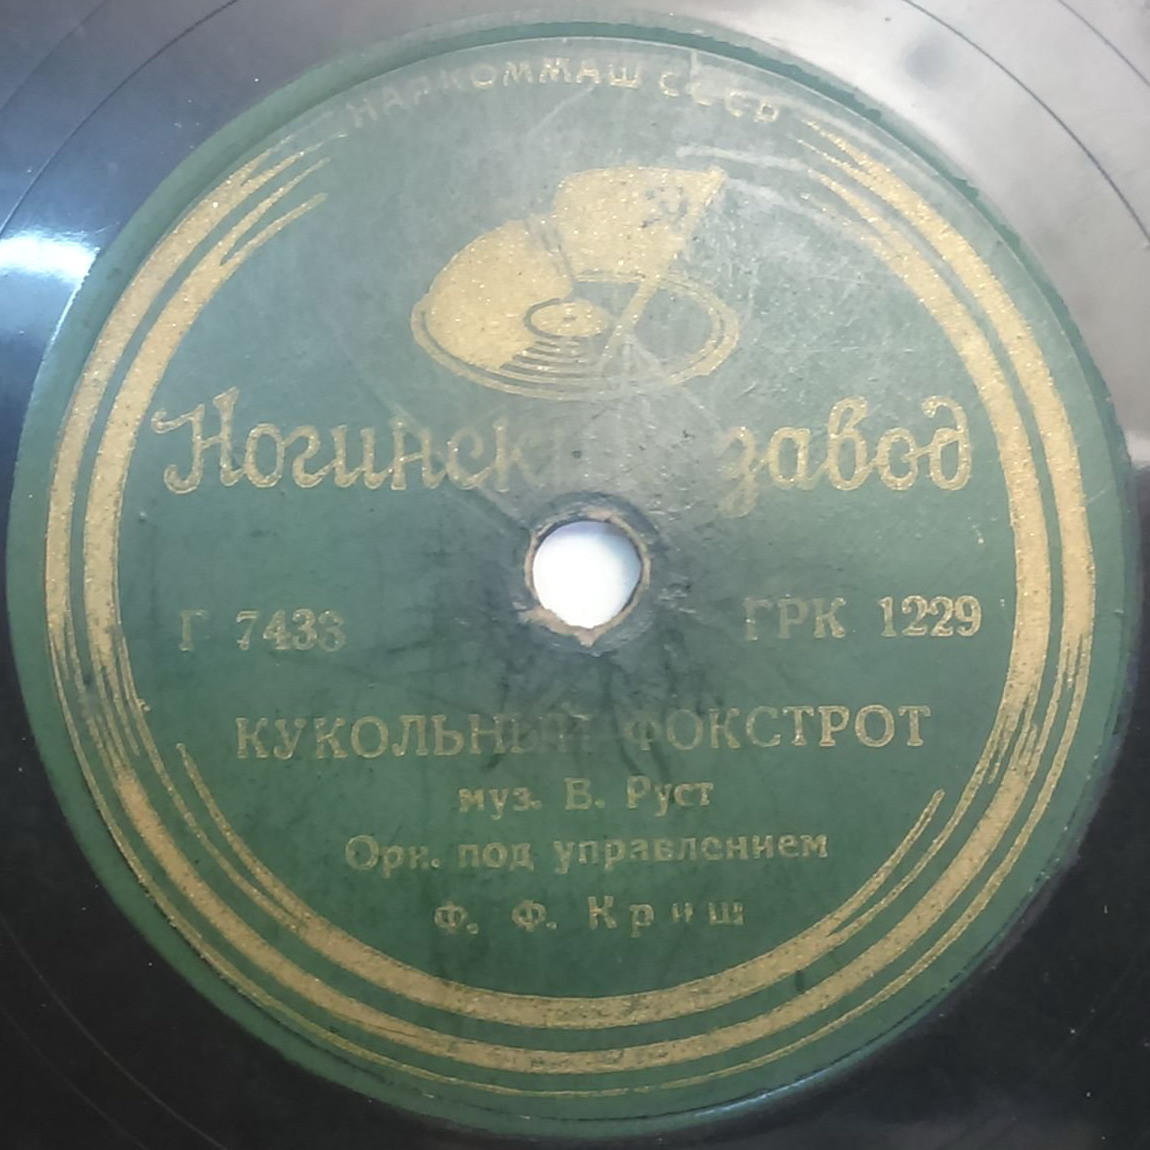 НАРКОММАШ СССР
Ногинский завод
Г 7433
ГРК 1229
КУКОЛЬНЫЙ ФОКСТРОТ
муз. В. Руст
Орк. под управлением
Ф. Ф. Криш